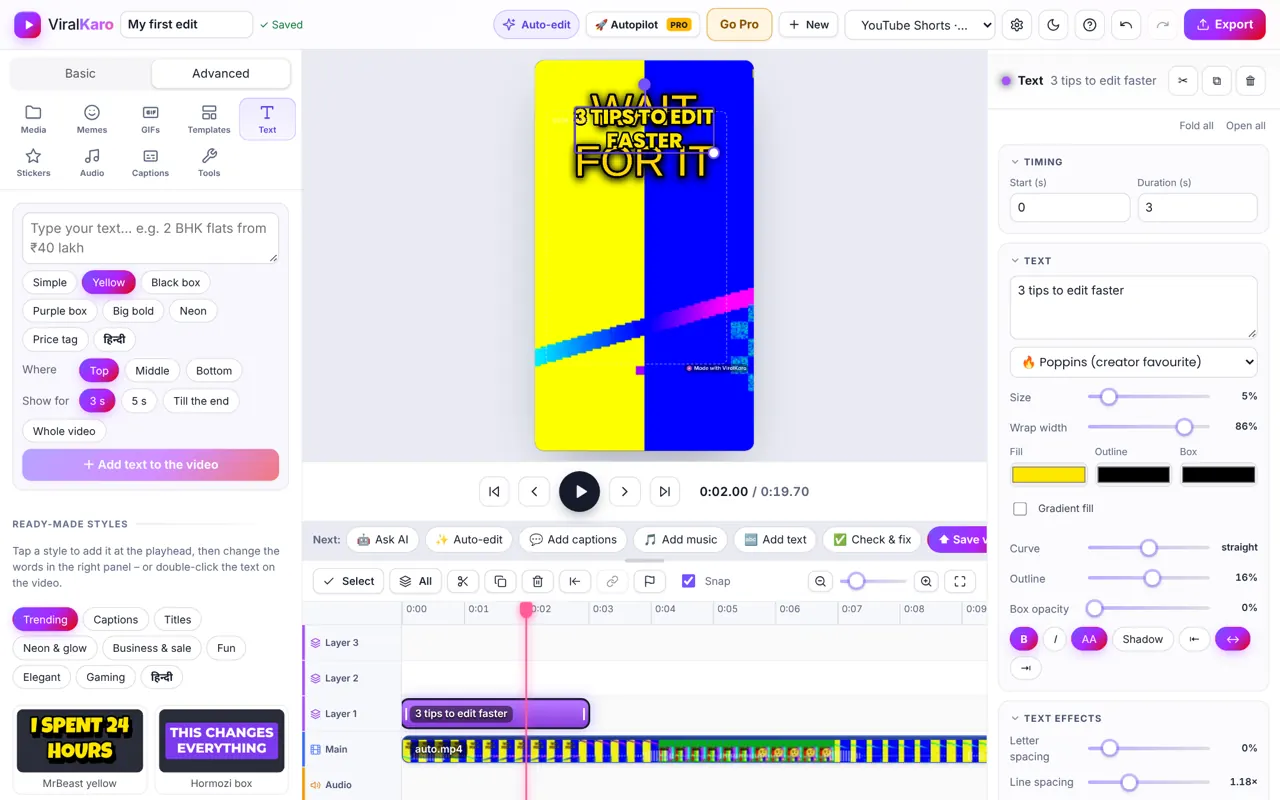 ViralKaro
My first edit
✓ Saved
Auto-edit
🚀 Autopilot PRO
Go Pro
+ New
YouTube Shorts ·...
Export
Basic
Advanced
Media
Memes
GIF
GIFs
Templates
Text
Stickers
Audio
Captions
Tools
Type your text... e.g. 2 BHK flats from
₹40 lakh
Simple
Yellow
Black box
Purple box
Big bold
Neon
Price tag
हिन्दी
Where
Top
Middle
Bottom
Show for
3 s
5 s
Till the end
Whole video
+ Add text to the video
READY-MADE STYLES
Tap a style to add it at the playhead, then change the
words in the right panel – or double-click the text on
the video.
Trending
Captions
Titles
Neon & glow
Business & sale
Fun
Elegant
Gaming
हिन्दी
I SPENT 24
HOURS
MrBeast yellow
THIS CHANGES
EVERYTHING
Hormozi box
WAIT
3 TIPS TO EDIT
FASTER
FOR IT
Made with ViralKaro
0:02.00 / 0:19.70
Next:
🤖 Ask AI
✨ Auto-edit
💬 Add captions
🎵 Add music
🔤 Add text
✅ Check & fix
Save v
Select
All
Snap
0:00
0:01
0:02
0:03
0:04
0:05
0:06
0:07
0:08
0:09
Layer 3
Layer 2
Layer 1
3 tips to edit faster
Main
auto.mp4
Audio
Text
3 tips to edit faster
Fold all
Open all
TIMING
Start (s)
Duration (s)
0
3
TEXT
3 tips to edit faster
🔥 Poppins (creator favourite)
Size
5%
Wrap width
86%
Fill
Outline
Box
Gradient fill
Curve
straight
Outline
16%
Box opacity
0%
B
I
AA
Shadow
TEXT EFFECTS
Letter
spacing
0%
Line spacing
1.18×